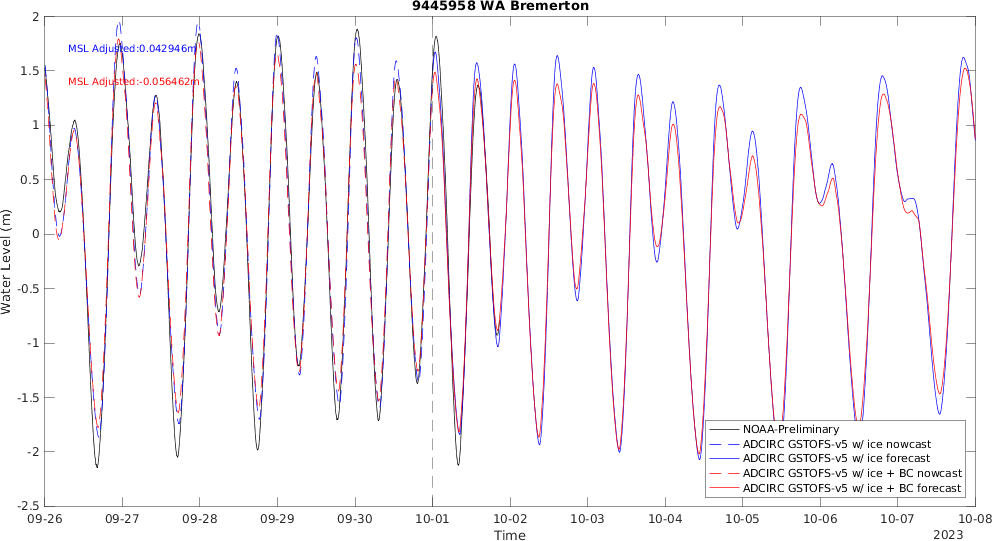 9445958 WA Bremerton
2
1.5
1
0.5
0
-0.5
-1
-1.5
-2
-2.5
Water Level (m)
MSL Adjusted:0.042946m
MSL Adjusted:-0.056462m
NOAA-Preliminary
ADCIRC GSTOFS-v5 w/ ice nowcast
ADCIRC GSTOFS-v5 w/ ice forecast
ADCIRC GSTOFS-v5 w/ ice + BC nowcast
ADCIRC GSTOFS-v5 w/ ice + BC forecast
09-26 09-27 09-28 09-29 09-30 10-01 10-02 10-03 10-04 10-05 10-06 10-07 10-08
Time
2023